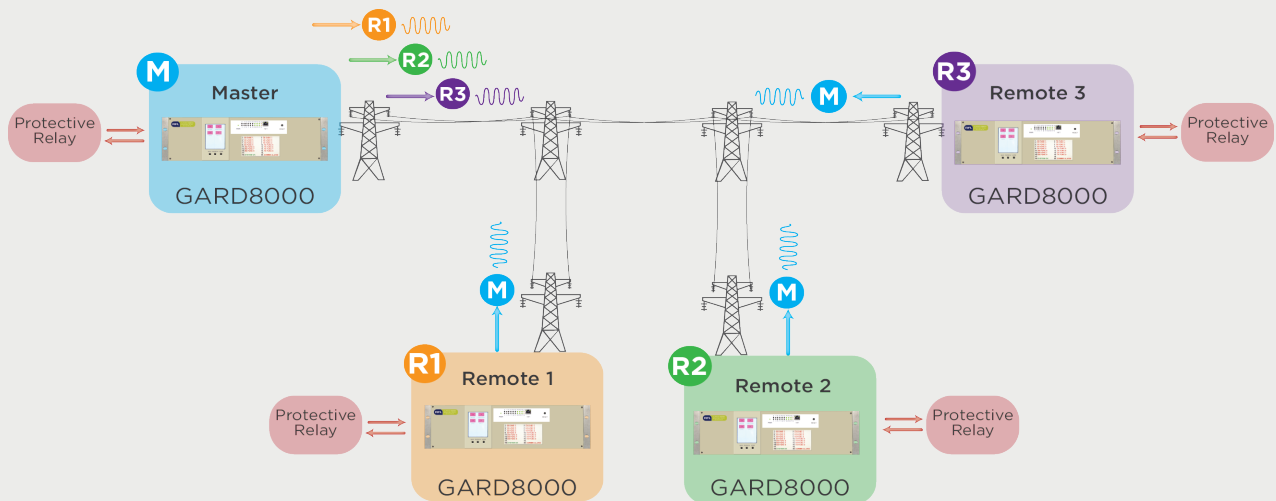 R1
R2
R3
M
Master
Protective
Relay
GARD8000
M
R3
Remote 3
Protective
Relay
GARD8000
M
R1
Remote 1
Protective
Relay
GARD8000
M
R2
Remote 2
Protective
Relay
GARD8000